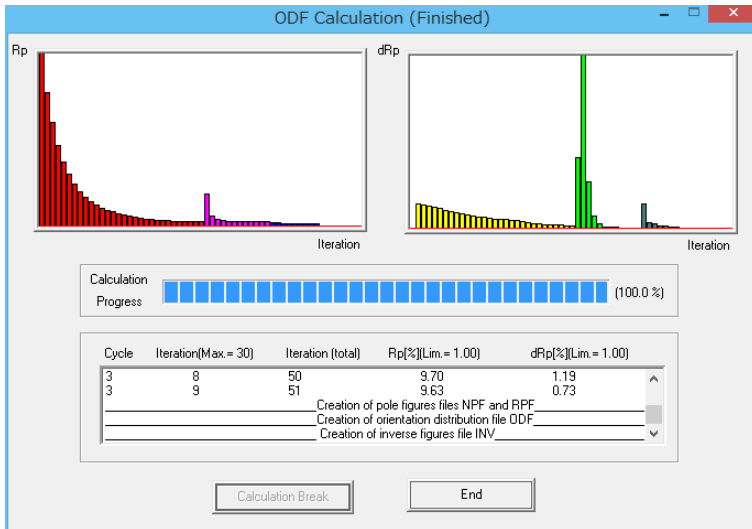 ODF Calculation (Finished)
Rp
dRp
Iteration
Iteration
Calculation
Progress
(100.0 %)
Cycle Iteration(Max.= 30) Iteration (total) Rp[%](Lim.= 1.00) dRp[%](Lim.= 1.00)
3 8 50 9.70 1.19
3 9 51 9.63 0.73
Creation of pole figures files NPF and RPF
Creation of orientation distribution file ODF
Creation of inverse figures file INV
Calculation Break
End